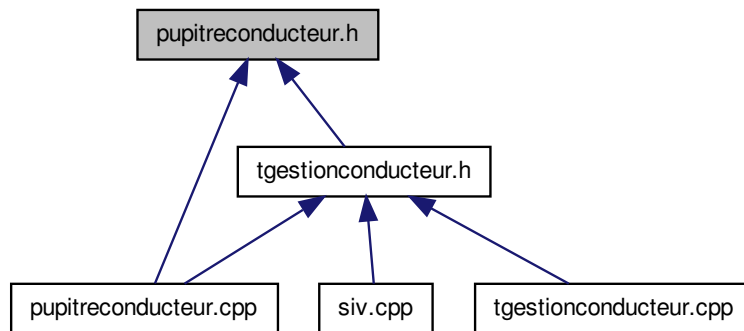 pupitreconducteur.h
tgestionconducteur.h
pupitreconducteur.cpp
siv.cpp
tgestionconducteur.cpp